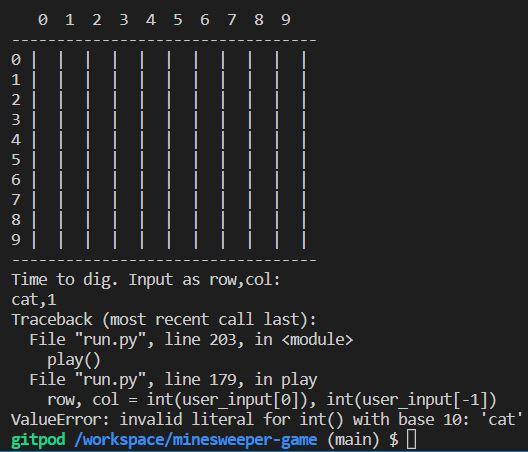 0  1  2  3  4  5  6  7  8  9
----------------------------------
0 |  |  |  |  |  |  |  |  |  |  |
1 |  |  |  |  |  |  |  |  |  |  |
2 |  |  |  |  |  |  |  |  |  |  |
3 |  |  |  |  |  |  |  |  |  |  |
4 |  |  |  |  |  |  |  |  |  |  |
5 |  |  |  |  |  |  |  |  |  |  |
6 |  |  |  |  |  |  |  |  |  |  |
7 |  |  |  |  |  |  |  |  |  |  |
8 |  |  |  |  |  |  |  |  |  |  |
9 |  |  |  |  |  |  |  |  |  |  |
----------------------------------
Time to dig. Input as row,col:
cat,1
Traceback (most recent call last):
  File "run.py", line 203, in <module>
    play()
  File "run.py", line 179, in play
    row, col = int(user_input[0]), int(user_input[-1])
ValueError: invalid literal for int() with base 10: 'cat'
gitpod /workspace/minesweeper-game (main) $